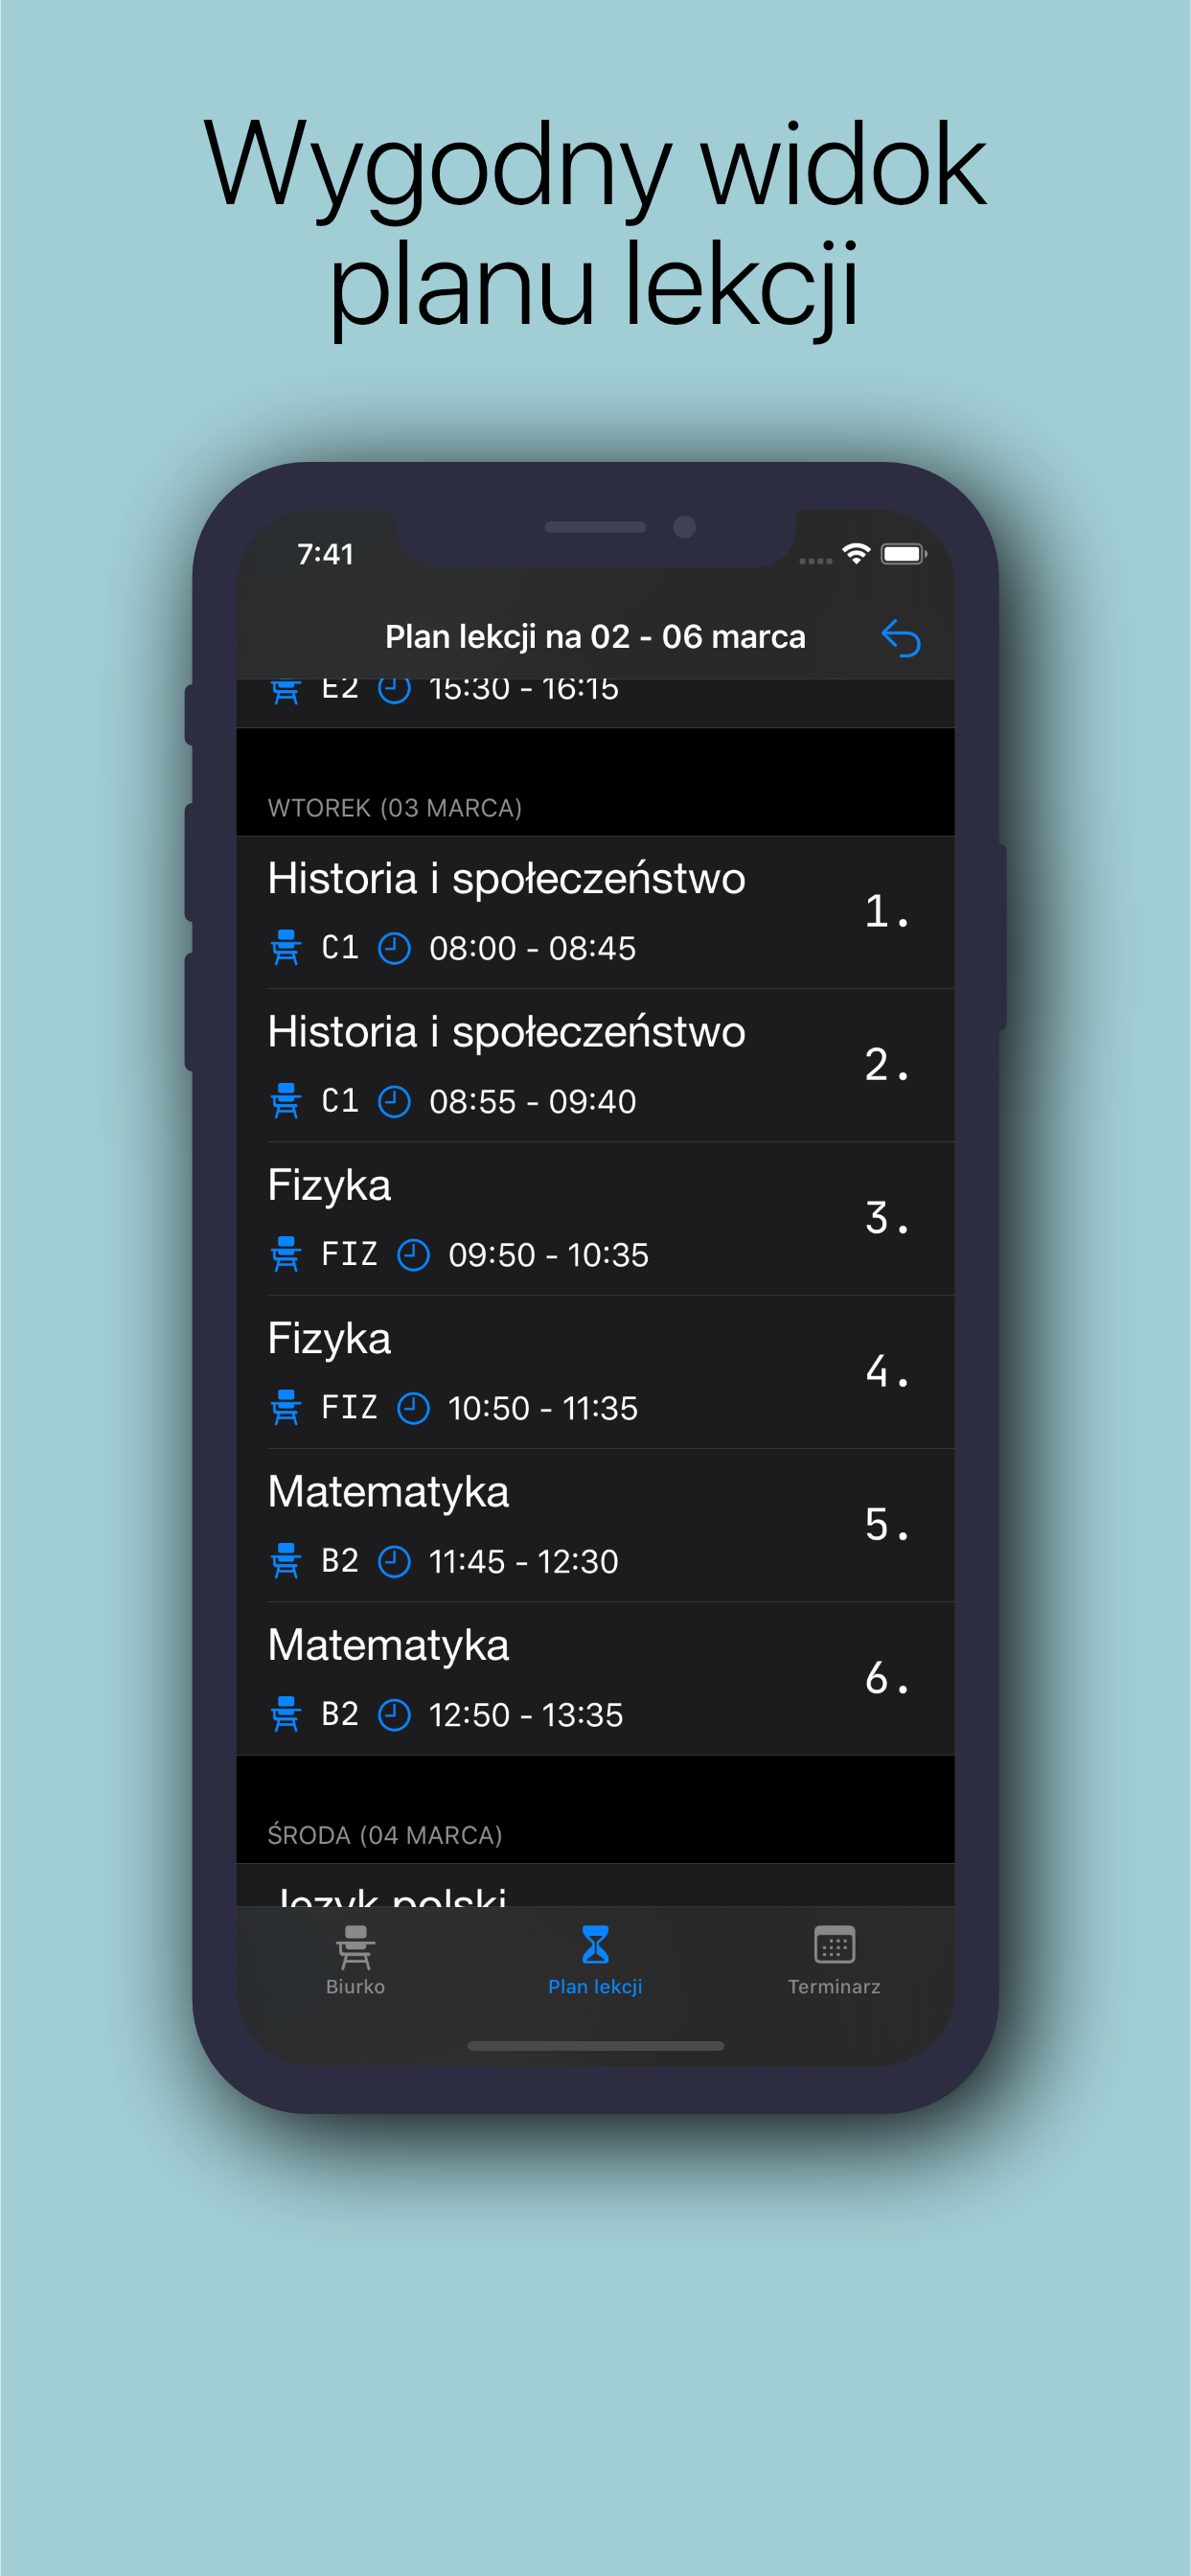 Wygodny widok
planu lekcji
7:41
Plan lekcji na 02 - 06 marca
E2 15:30 - 16:15
WTOREK (03 MARCA)
Historia i społeczeństwo
1.
C1 08:00 - 08:45
Historia i społeczeństwo
2.
C1 08:55 - 09:40
Fizyka
3.
FIZ 09:50 - 10:35
Fizyka
4.
FIZ 10:50 - 11:35
Matematyka
5.
B2 11:45 - 12:30
Matematyka
6.
B2 12:50 - 13:35
ŚRODA (04 MARCA)
Język polski
Biurko Plan lekcji Terminarz